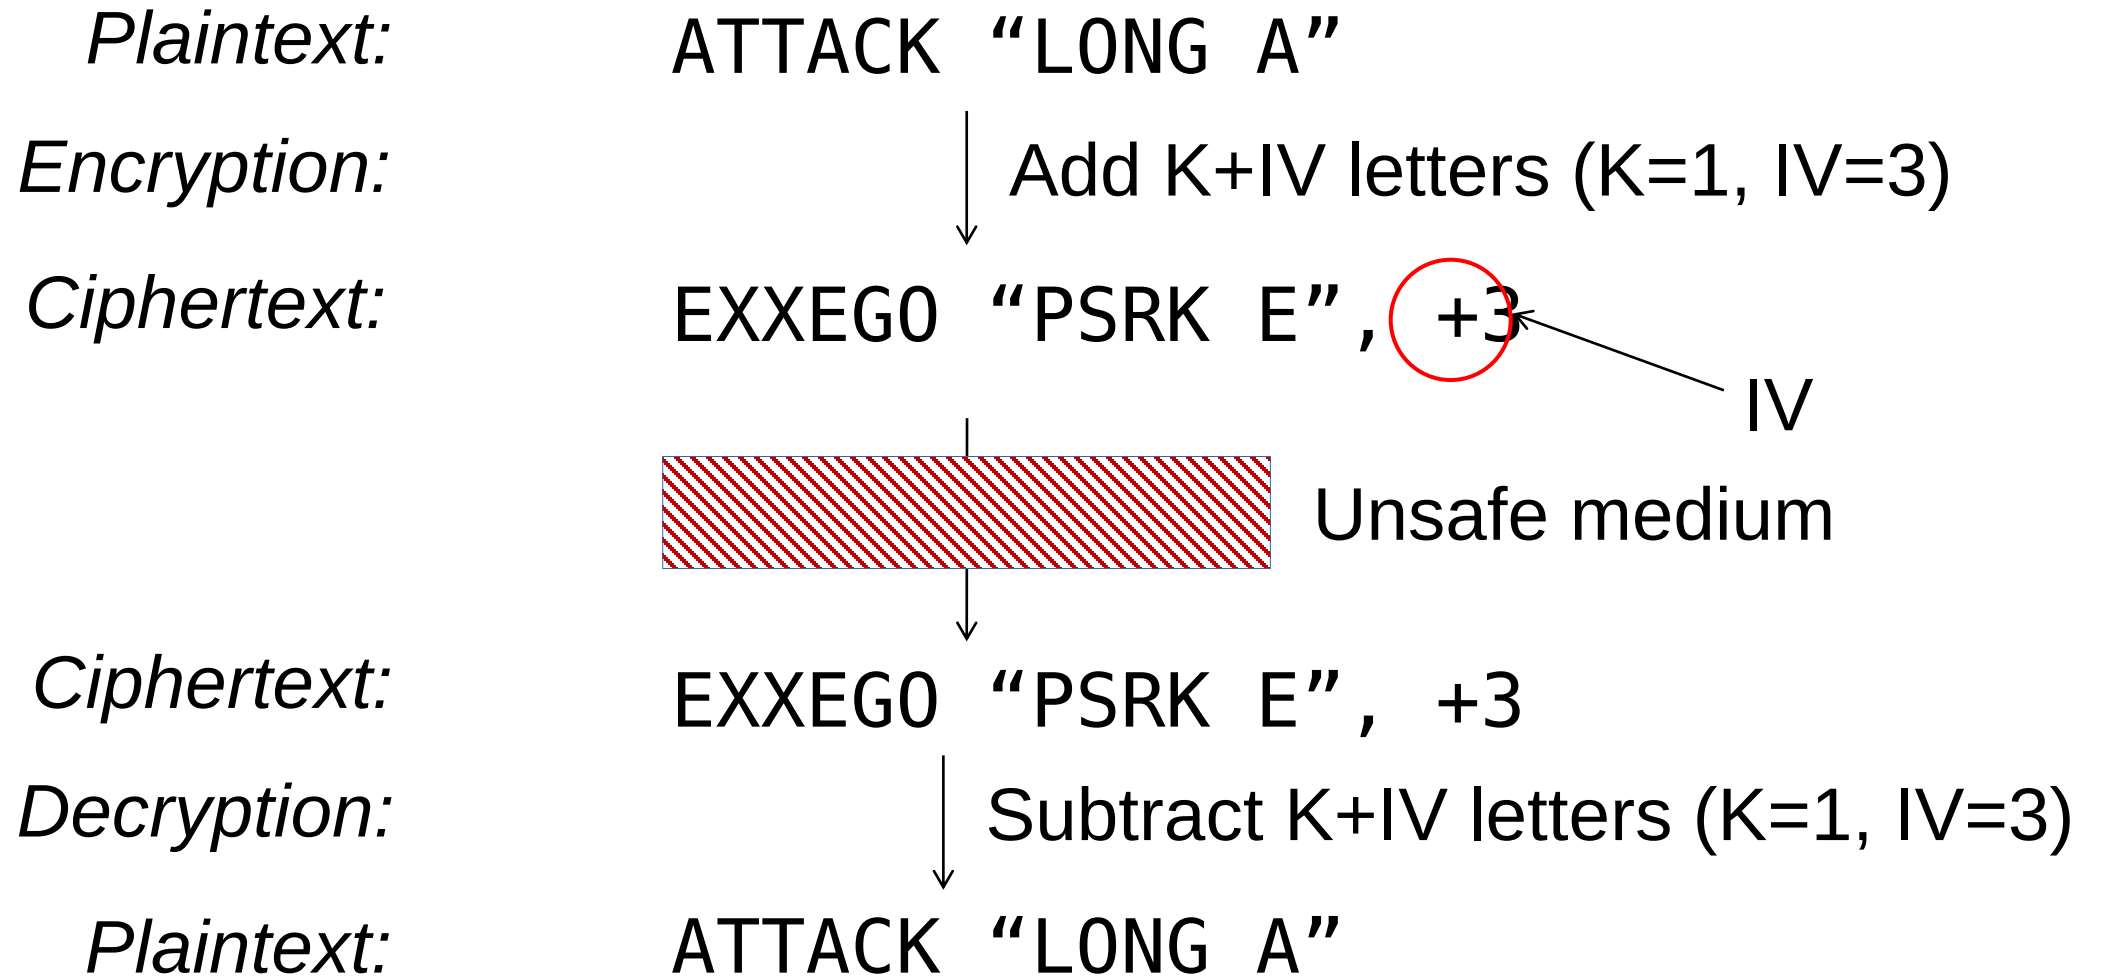 Plaintext: ATTACK “LONG A”
Encryption: Add K+IV letters (K=1, IV=3)
Ciphertext: EXXEGO “PSRK E”, +3
IV
Unsafe medium
Ciphertext: EXXEGO “PSRK E”, +3
Decryption: Subtract K+IV letters (K=1, IV=3)
Plaintext: ATTACK “LONG A”